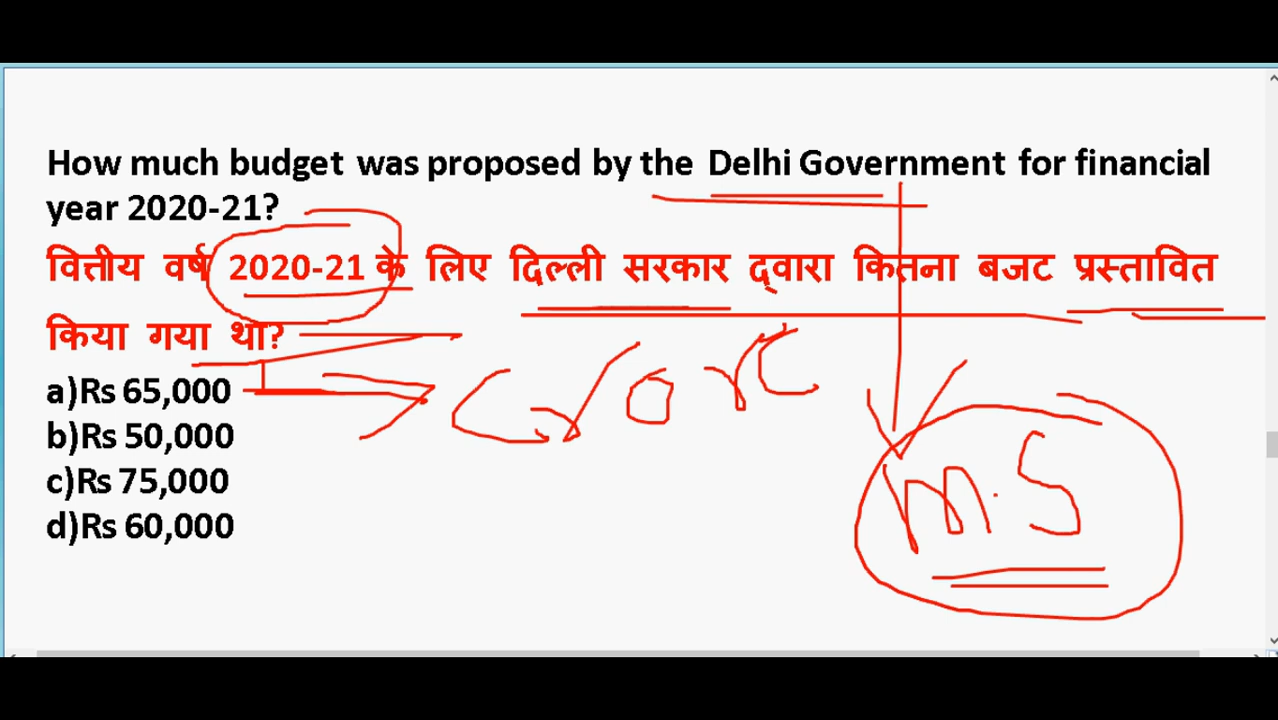 How much budget was proposed by the Delhi Government for financial
year 2020-21?
वित्तीय वर्ष 2020-21 के लिए दिल्ली सरकार द्वारा कितना बजट प्रस्तावित
किया गया था?
a)Rs 65,000
crore
b)Rs 50,000
c)Rs 75,000
M.S
d)Rs 60,000